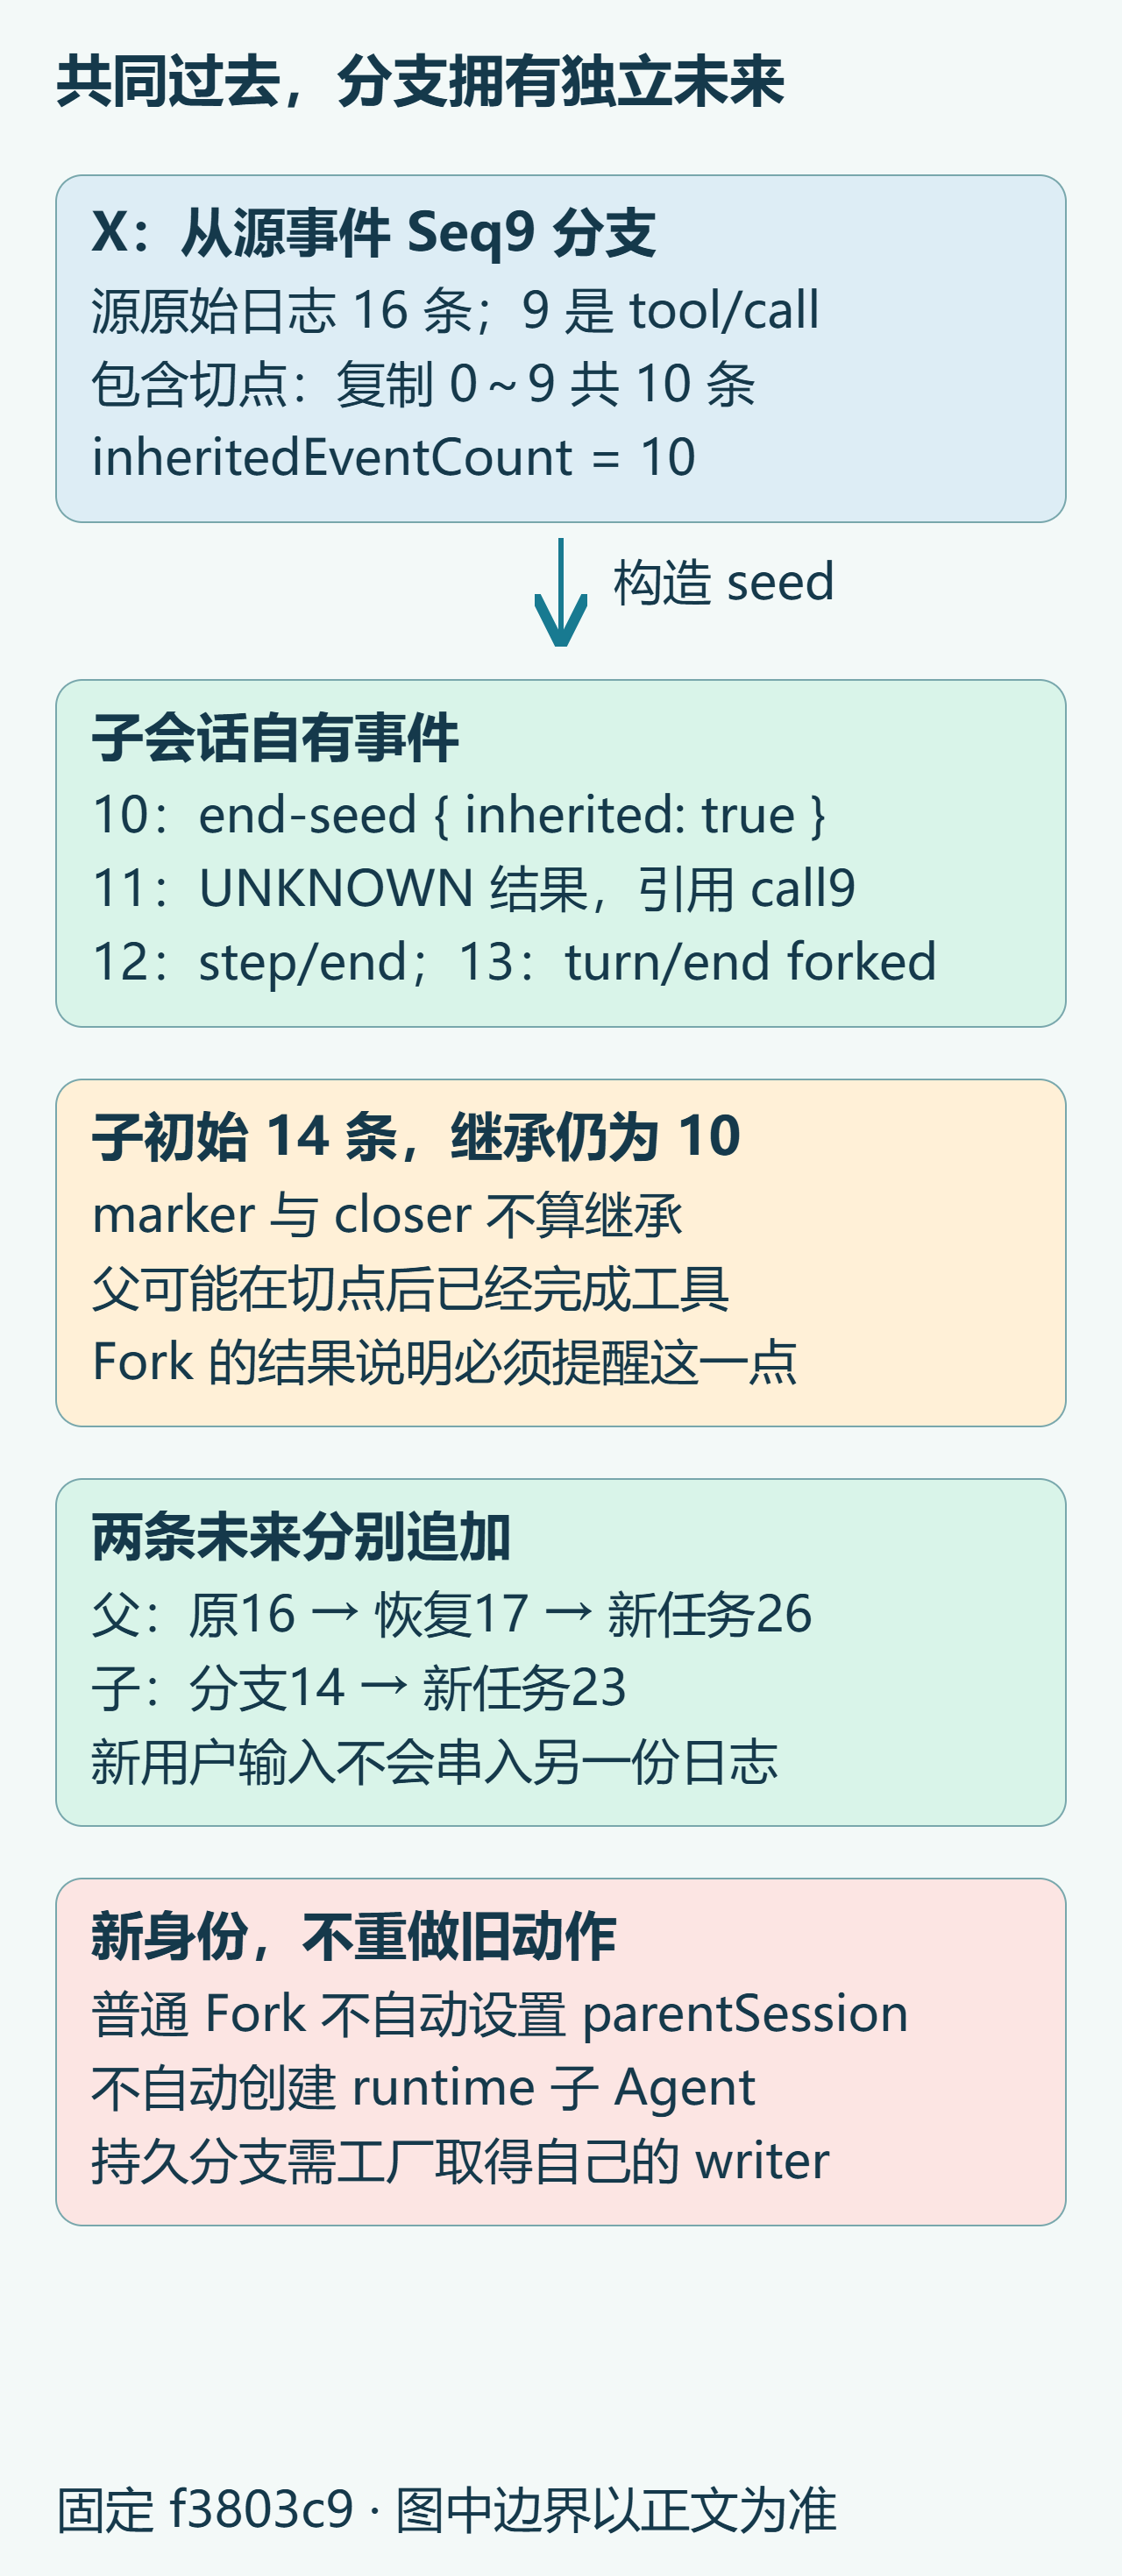 共同过去，分支拥有独立未来
X：从源事件 Seq9 分支
源原始日志 16 条；9 是 tool/call
包含切点：复制 0~9 共 10 条
inheritedEventCount = 10
构造 seed
子会话自有事件
10：end-seed { inherited: true }
11：UNKNOWN 结果，引用 call9
12：step/end；13：turn/end forked
子初始 14 条，继承仍为 10
marker 与 closer 不算继承
父可能在切点后已经完成工具
Fork 的结果说明必须提醒这一点
两条未来分别追加
父：原16 → 恢复17 → 新任务26
子：分支14 → 新任务23
新用户输入不会串入另一份日志
新身份，不重做旧动作
普通 Fork 不自动设置 parentSession
不自动创建 runtime 子 Agent
持久分支需工厂取得自己的 writer
固定 f3803c9 · 图中边界以正文为准